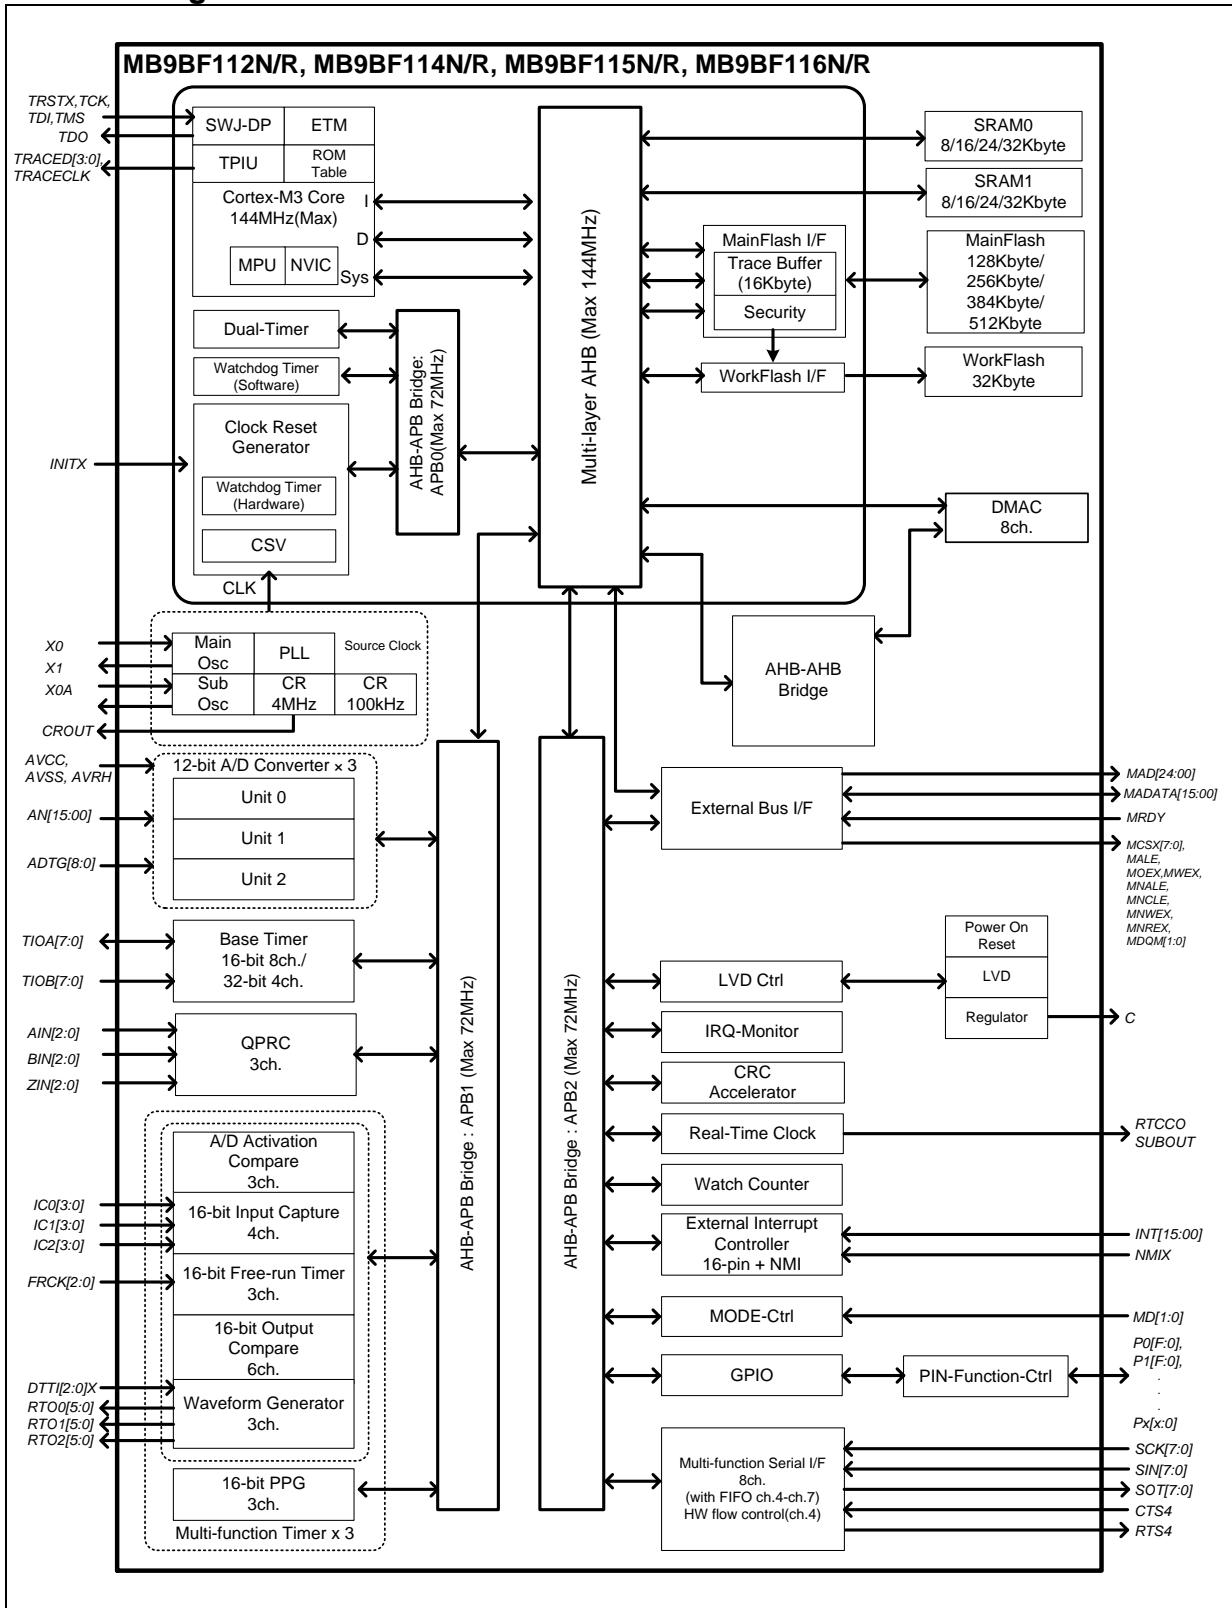 MB9BF112N/R, MB9BF114N/R, MB9BF115N/R, MB9BF116N/R
TRSTX,TCK,
TDI,TMS
TDO
TRACED[3:0],
TRACECLK
SWJ-DP
ETM
TPIU
ROM
Table
Cortex-M3 Core
144MHz(Max)
I
D
Sys
MPU
NVIC
Dual-Timer
Watchdog Timer
(Software)
Clock Reset
Generator
Watchdog Timer
(Hardware)
CSV
CLK
INITX
AHB-APB Bridge:
APB0(Max 72MHz)
Multi-layer AHB (Max 144MHz)
SRAM0
8/16/24/32Kbyte
SRAM1
8/16/24/32Kbyte
MainFlash I/F
Trace Buffer
(16Kbyte)
Security
MainFlash
128Kbyte/
256Kbyte/
384Kbyte/
512Kbyte
WorkFlash I/F
WorkFlash
32Kbyte
DMAC
8ch.
AHB-AHB
Bridge
X0
X1
X0A
CROUT
Main
Osc
PLL
Source Clock
Sub
Osc
CR
4MHz
CR
100kHz
AVCC,
AVSS, AVRH
AN[15:00]
ADTG[8:0]
12-bit A/D Converter × 3
Unit 0
Unit 1
Unit 2
TIOA[7:0]
TIOB[7:0]
Base Timer
16-bit 8ch./
32-bit 4ch.
AIN[2:0]
BIN[2:0]
ZIN[2:0]
QPRC
3ch.
A/D Activation
Compare
3ch.
IC0[3:0]
IC1[3:0]
IC2[3:0]
16-bit Input Capture
4ch.
FRCK[2:0]
16-bit Free-run Timer
3ch.
16-bit Output
Compare
6ch.
DTTI[2:0]X
RTO0[5:0]
RTO1[5:0]
RTO2[5:0]
Waveform Generator
3ch.
16-bit PPG
3ch.
Multi-function Timer x 3
AHB-APB Bridge : APB1 (Max 72MHz)
AHB-APB Bridge : APB2 (Max 72MHz)
External Bus I/F
MAD[24:00]
MADATA[15:00]
MRDY
MCSX[7:0],
MALE,
MOEX,MWEX,
MNALE,
MNCLE,
MNWEX,
MNREX,
MDQM[1:0]
Power On
Reset
LVD
Regulator
C
LVD Ctrl
IRQ-Monitor
CRC
Accelerator
Real-Time Clock
RTCCO
SUBOUT
Watch Counter
External Interrupt
Controller
16-pin + NMI
INT[15:00]
NMIX
MODE-Ctrl
MD[1:0]
GPIO
PIN-Function-Ctrl
P0[F:0],
P1[F:0],
.
.
.
Px[x:0]
Multi-function Serial I/F
8ch.
(with FIFO ch.4-ch.7)
HW flow control(ch.4)
SCK[7:0]
SIN[7:0]
SOT[7:0]
CTS4
RTS4